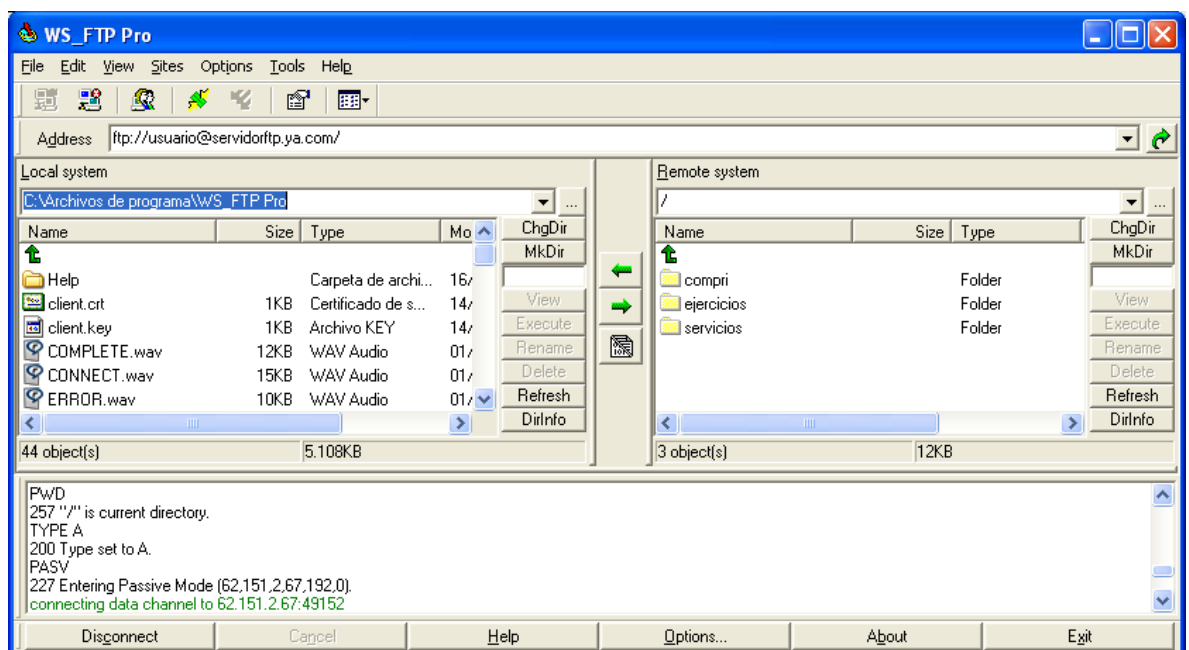 WS_FTP Pro
File Edit View Sites Options Tools Help
Address ftp://usuario@servidorftp.ya.com/
Local system
C:\Archivos de programa\WS_FTP Pro ...
Name Size Type Mo ChgDir
MkDir
Help Carpeta de archi... 16/
client.crt 1KB Certificado de s... 14/ View
client.key 1KB Archivo KEY 14/ Execute
COMPLETE.wav 12KB WAV Audio 01/ Rename
CONNECT.wav 15KB WAV Audio 01/ Delete
ERROR.wav 10KB WAV Audio 01/ Refresh
DirInfo
44 object(s) 5.108KB
Remote system
/ ...
Name Size Type ChgDir
MkDir
compri Folder
ejercicios Folder View
servicios Folder Execute
Rename
Delete
Refresh
DirInfo
3 object(s) 12KB
PWD
257 "/" is current directory.
TYPE A
200 Type set to A.
PASV
227 Entering Passive Mode (62,151,2,67,192,0).
connecting data channel to 62.151.2.67:49152
Disconnect Cancel Help Options... About Exit